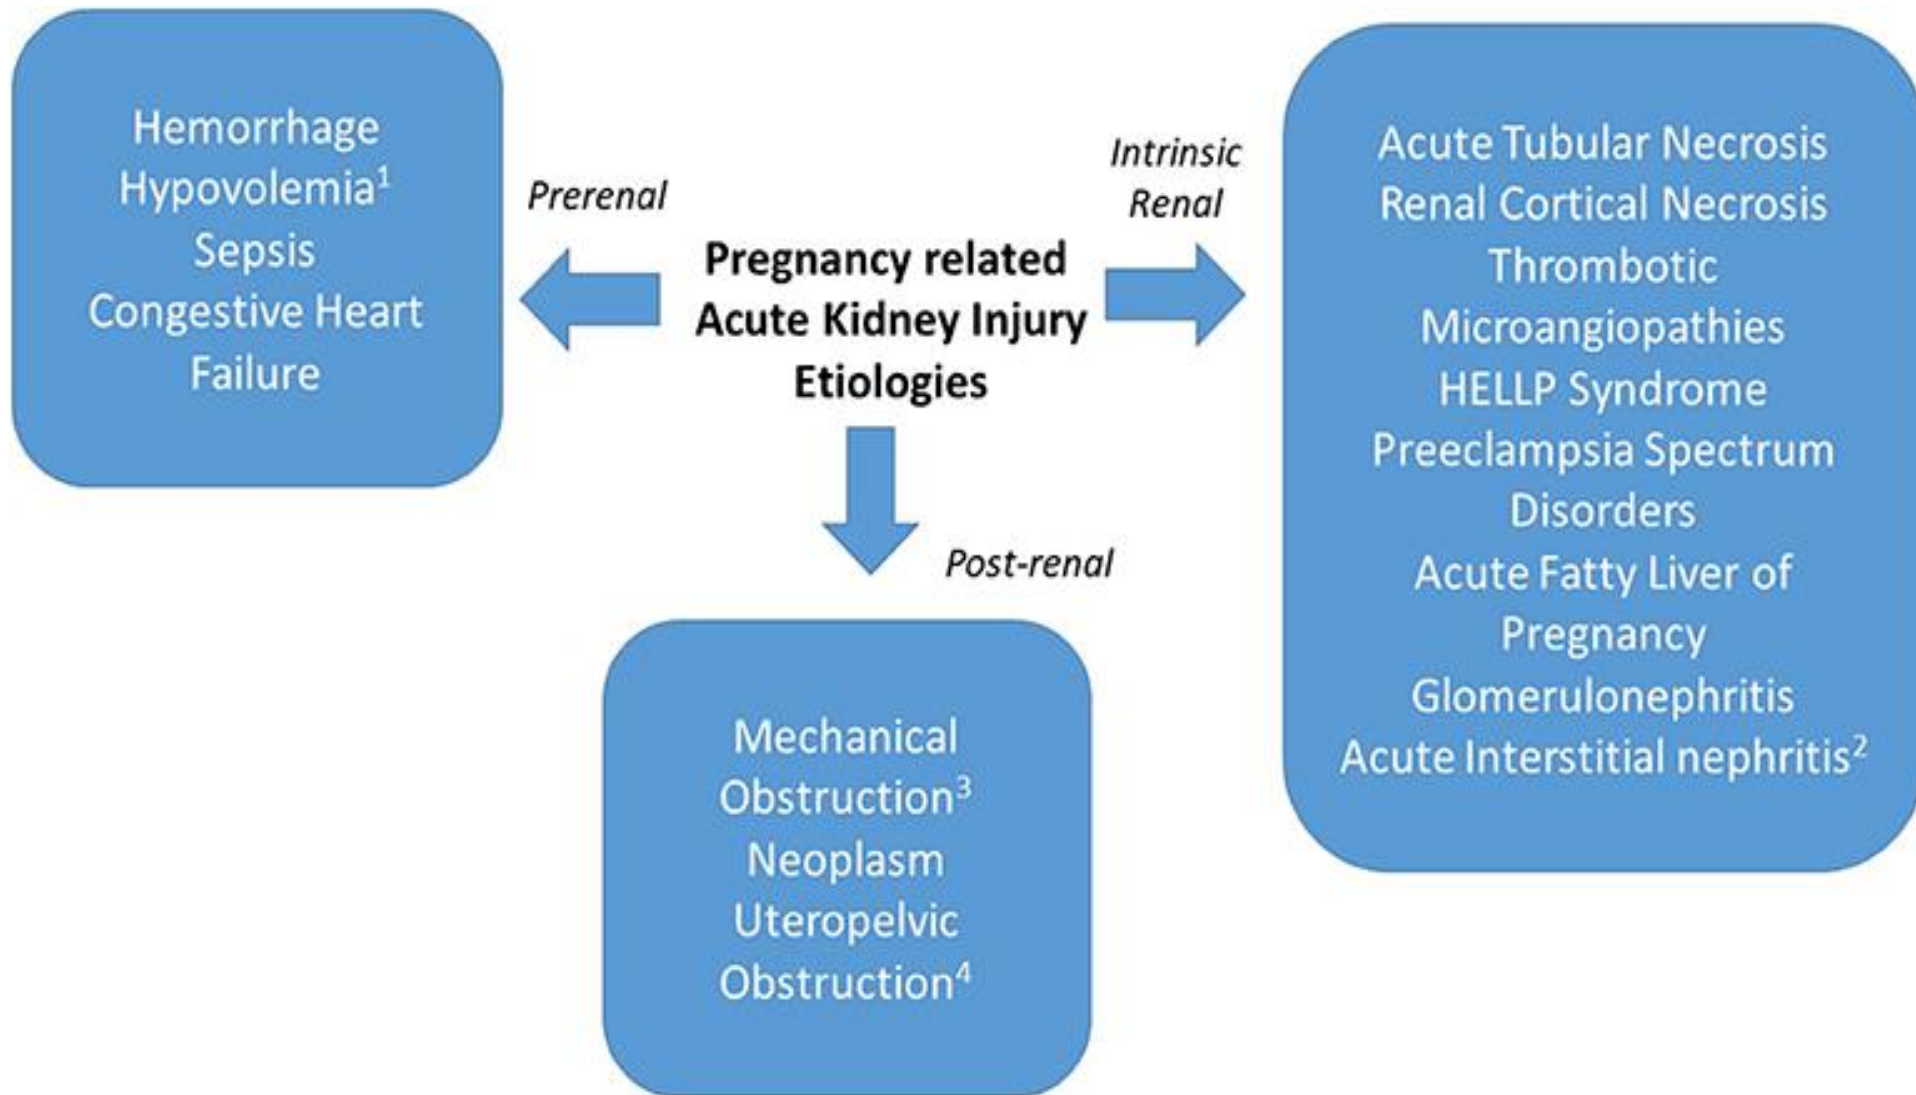 Hemorrhage
Hypovolemia¹
Sepsis
Congestive Heart
Failure
Prerenal
Pregnancy related
Acute Kidney Injury
Etiologies
Intrinsic
Renal
Acute Tubular Necrosis
Renal Cortical Necrosis
Thrombotic
Microangiopathies
HELLP Syndrome
Preeclampsia Spectrum
Disorders
Acute Fatty Liver of
Pregnancy
Glomerulonephritis
Acute Interstitial nephritis²
Post-renal
Mechanical
Obstruction³
Neoplasm
Uteropelvic
Obstruction⁴